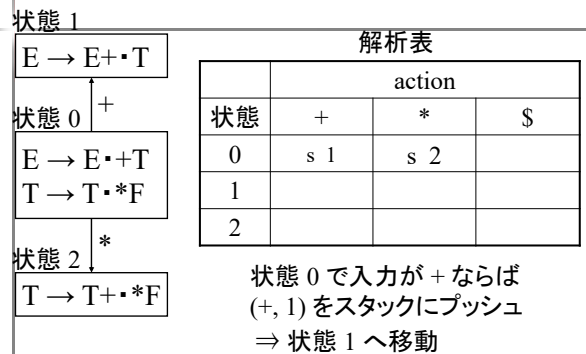 状態 1
E → E+・T
+
状態 0
E → E・+T
T → T・*F
*
状態 2
T → T+・*F
解析表
action
状態 + * $
0 s 1 s 2
1
2
状態 0 で入力が + ならば
(+, 1) をスタックにプッシュ
⇒ 状態 1 へ移動